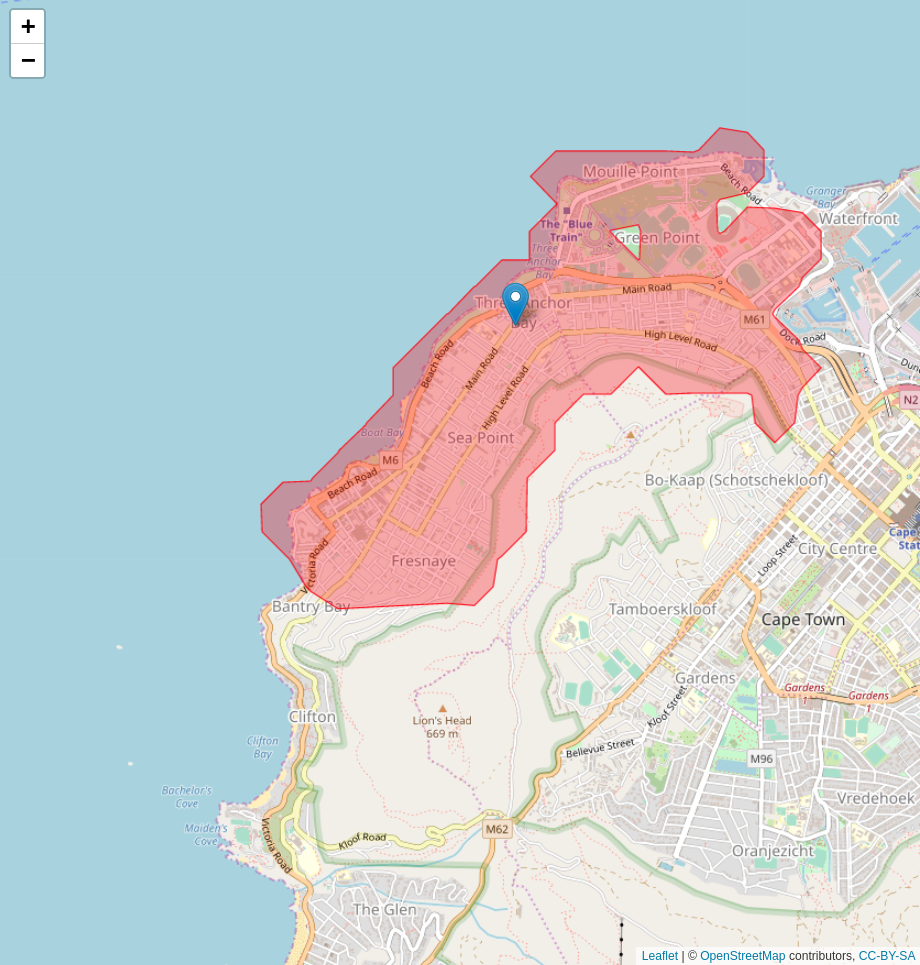 +
−
Mouille Point
Beach Road
Granger
Bay
Waterfront
The "Blue
Train"
Green Point
Three
Anchor
Bay
Main Road
Three Anchor
Bay
M61
Dock Road
High Level Road
Beach Road
Main Road
High Level Road
N2
Boat Bay
Sea Point
M6
Beach Road
Bo-Kaap (Schotschekloof)
City Centre
Loop Street
Victoria Road
Fresnaye
Bantry Bay
Tamboerskloof
Cape Town
Gardens
Gardens
1
Gardens
1
Kloof Street
Clifton
Lion's Head
669 m
Clifton
Bay
Bellevue Street
M96
Bachelor's
Cove
Vredehoek
Maiden's
Cove
Victoria Road
Kloof Road
M62
Oranjezicht
The Glen
Leaflet | © OpenStreetMap contributors, CC-BY-SA